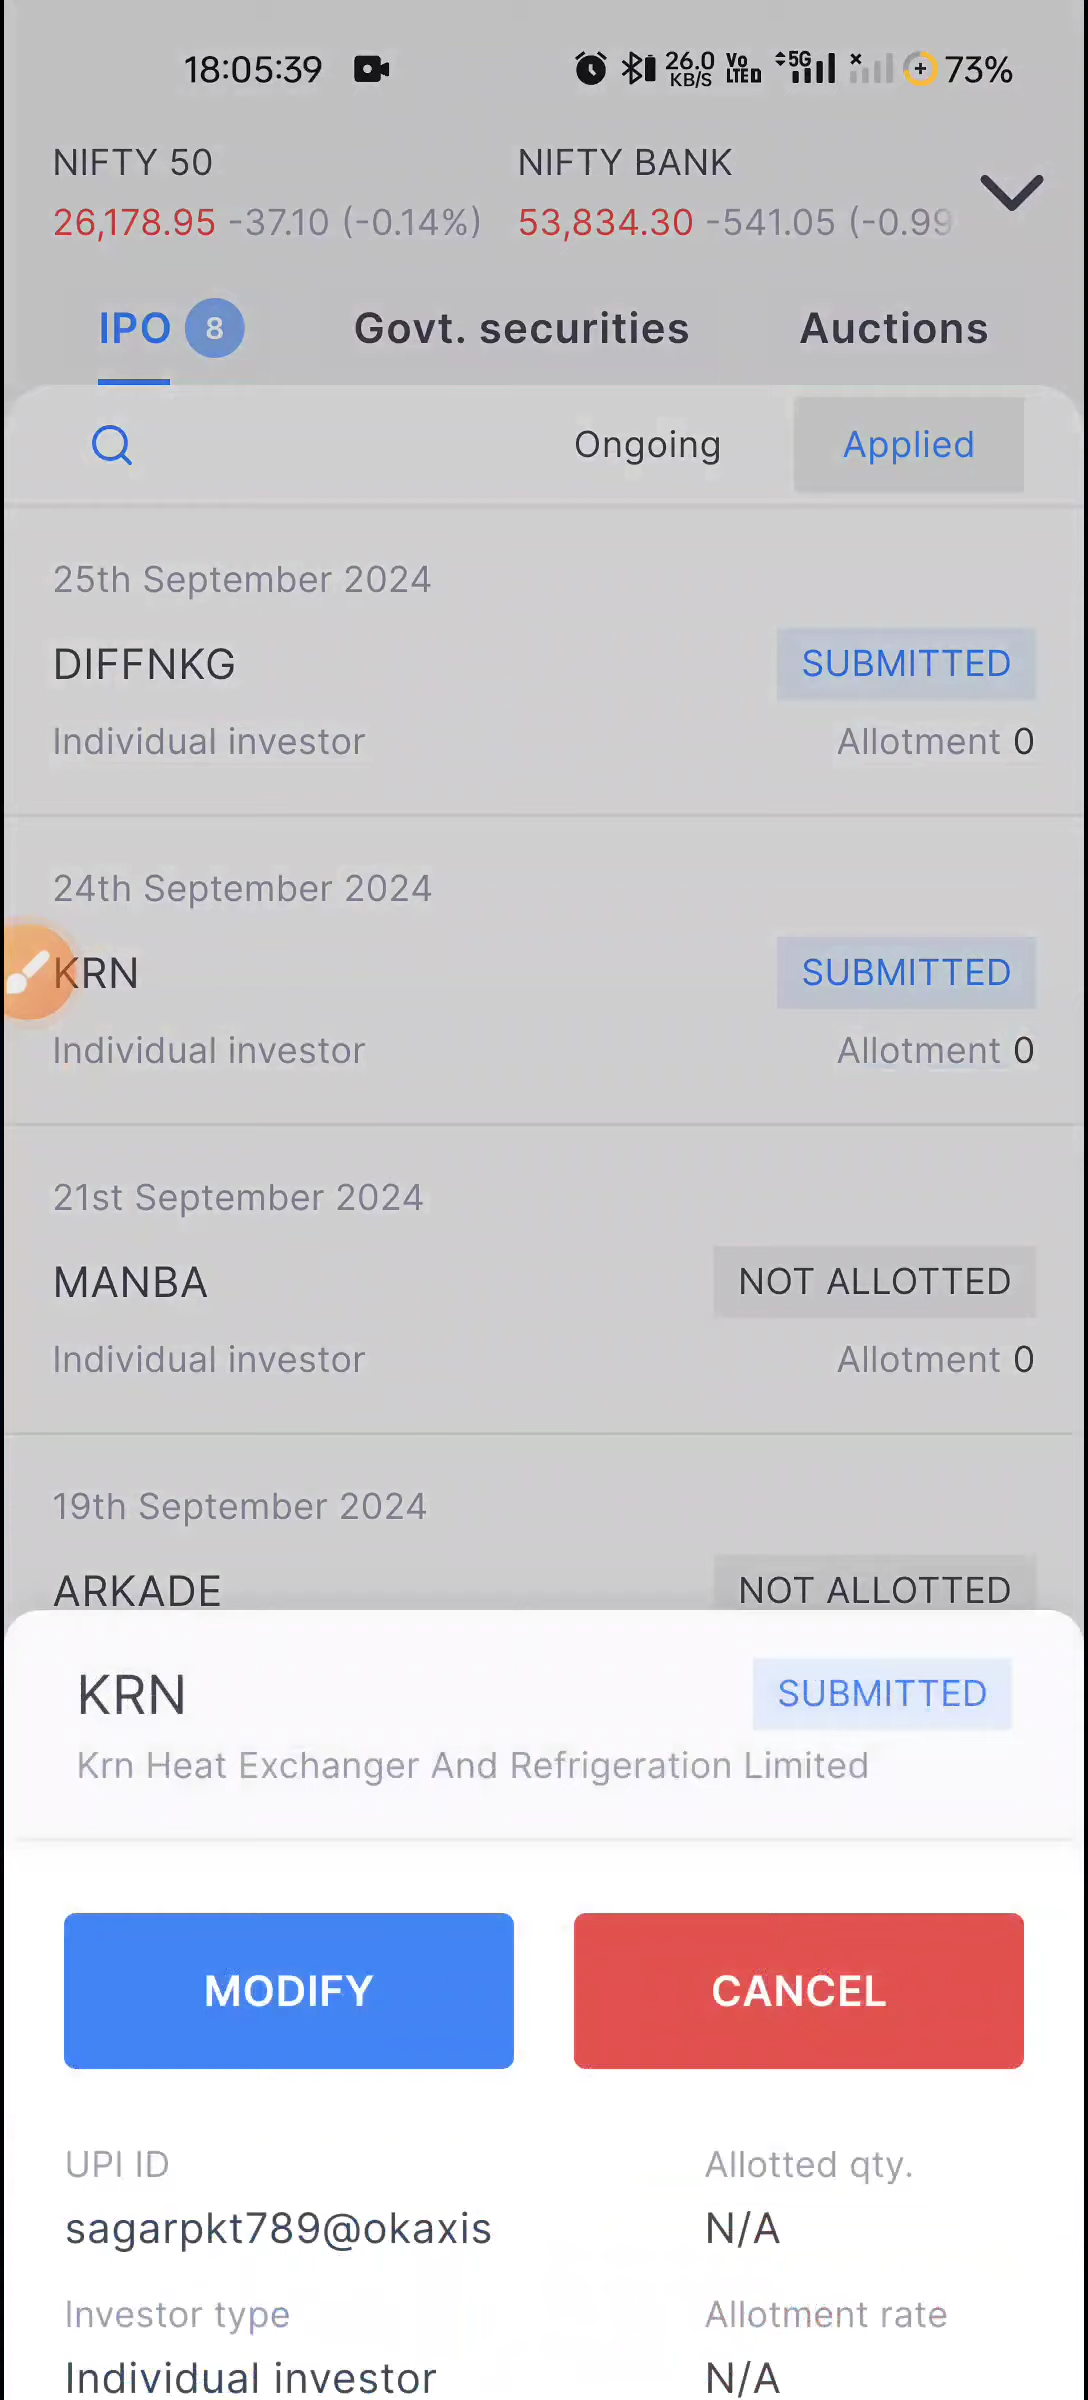 18:05:39 26.0 KB/S Vo LTED 5G 73%
NIFTY 50 NIFTY BANK
26,178.95 -37.10 (-0.14%) 53,834.30 -541.05 (-0.99
IPO 8 Govt. securities Auctions
Ongoing Applied
25th September 2024
DIFFNKG SUBMITTED
Individual investor Allotment 0
24th September 2024
KRN SUBMITTED
Individual investor Allotment 0
21st September 2024
MANBA NOT ALLOTTED
Individual investor Allotment 0
19th September 2024
ARKADE NOT ALLOTTED
KRN SUBMITTED
Krn Heat Exchanger And Refrigeration Limited
MODIFY CANCEL
UPI ID Allotted qty.
sagarpkt789@okaxis N/A
Investor type Allotment rate
Individual investor N/A